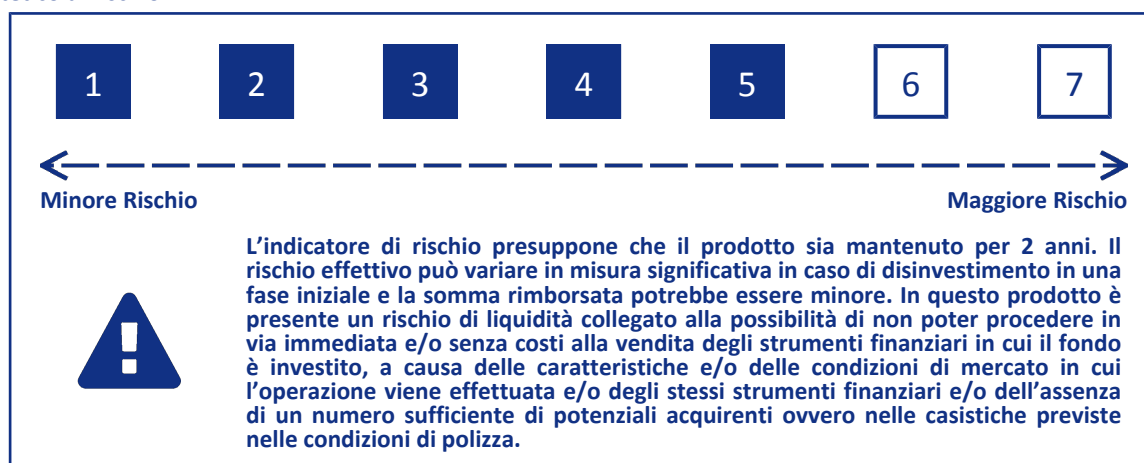 1 2 3 4 5 6 7
Minore Rischio Maggiore Rischio
L'indicatore di rischio presuppone che il prodotto sia mantenuto per 2 anni. Il
rischio effettivo può variare in misura significativa in caso di disinvestimento in una
fase iniziale e la somma rimborsata potrebbe essere minore. In questo prodotto è
presente un rischio di liquidità collegato alla possibilità di non poter procedere in
via immediata e/o senza costi alla vendita degli strumenti finanziari in cui il fondo
è investito, a causa delle caratteristiche e/o delle condizioni di mercato in cui
l'operazione viene effettuata e/o degli stessi strumenti finanziari e/o dell'assenza
di un numero sufficiente di potenziali acquirenti ovvero nelle casistiche previste
nelle condizioni di polizza.